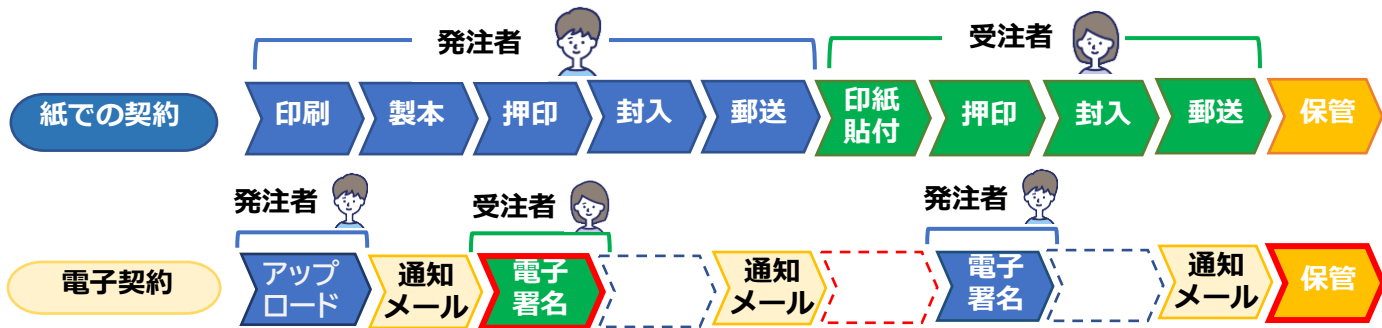 発注者
受注者
紙での契約
印刷
製本
押印
封入
郵送
印紙
貼付
押印
封入
郵送
保管
発注者
受注者
発注者
電子契約
アップ
ロード
通知
メール
電子
署名
通知
メール
電子
署名
通知
メール
保管